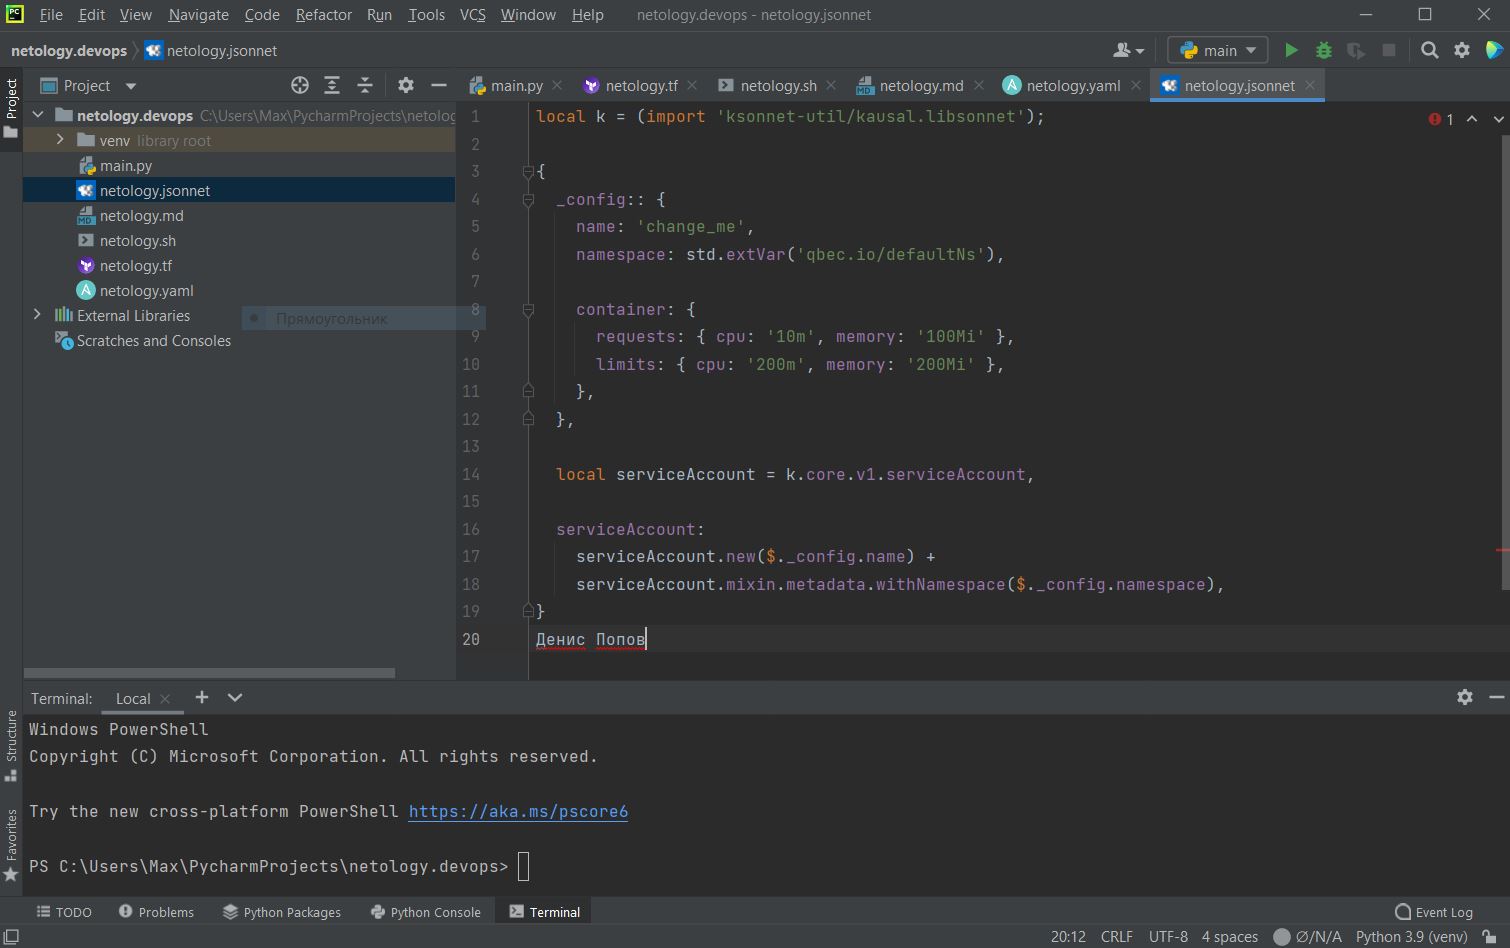 PC File Edit View Navigate Code Refactor Run Tools VCS Window Help netology.devops - netology.jsonnet
netology.devops netology.jsonnet main
Project main.py netology.tf netology.sh netology.md netology.yaml netology.jsonnet
Project
netology.devops C:\Users\Max\PycharmProjects\netolog
venv library root
main.py
netology.jsonnet
netology.md
netology.sh
netology.tf
netology.yaml
External Libraries
Прямоугольник
Scratches and Consoles
1 local k = (import 'ksonnet-util/kausal.libsonnet');
1
2
3 {
4 _config:: {
5 name: 'change_me',
6 namespace: std.extVar('qbec.io/defaultNs'),
7
8 container: {
9 requests: { cpu: '10m', memory: '100Mi' },
10 limits: { cpu: '200m', memory: '200Mi' },
11 },
12 },
13
14 local serviceAccount = k.core.v1.serviceAccount,
15
16 serviceAccount:
17 serviceAccount.new($._config.name) +
18 serviceAccount.mixin.metadata.withNamespace($._config.namespace),
19 }
20 Денис Попов
Terminal: Local
Windows PowerShell
Copyright (C) Microsoft Corporation. All rights reserved.
Try the new cross-platform PowerShell https://aka.ms/pscore6
PS C:\Users\Max\PycharmProjects\netology.devops>
Structure
Favorites
TODO Problems Python Packages Python Console Terminal Event Log
20:12 CRLF UTF-8 4 spaces Ø/N/A Python 3.9 (venv)